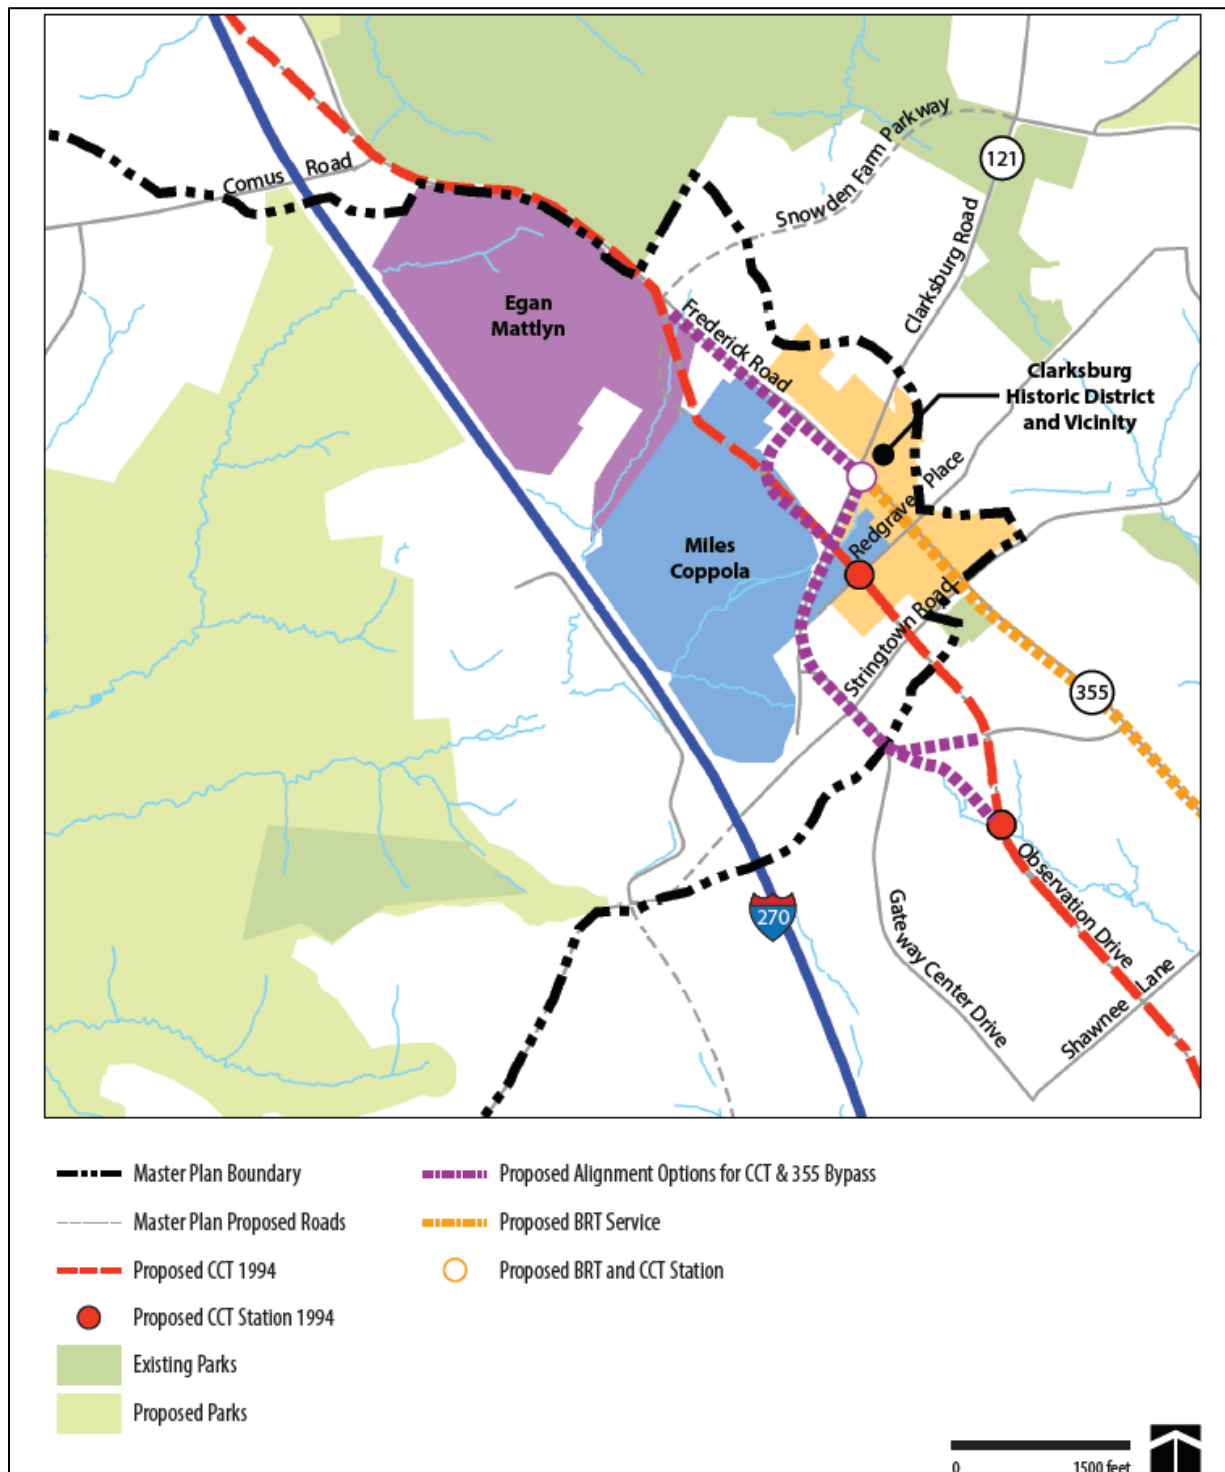 121
Snowden Farm Parkway
Comus Road
Clarksburg Road
Egan
Mattlyn
Frederick Road
Clarksburg
Historic District
and Vicinity
Redgrave Place
Miles
Coppola
Stringtown Road
355
270
Observation Drive
Gateway Center Drive
Shawnee Lane
Master Plan Boundary
Master Plan Proposed Roads
Proposed CCT 1994
Proposed CCT Station 1994
Existing Parks
Proposed Parks
Proposed Alignment Options for CCT & 355 Bypass
Proposed BRT Service
Proposed BRT and CCT Station
0
1500 feet